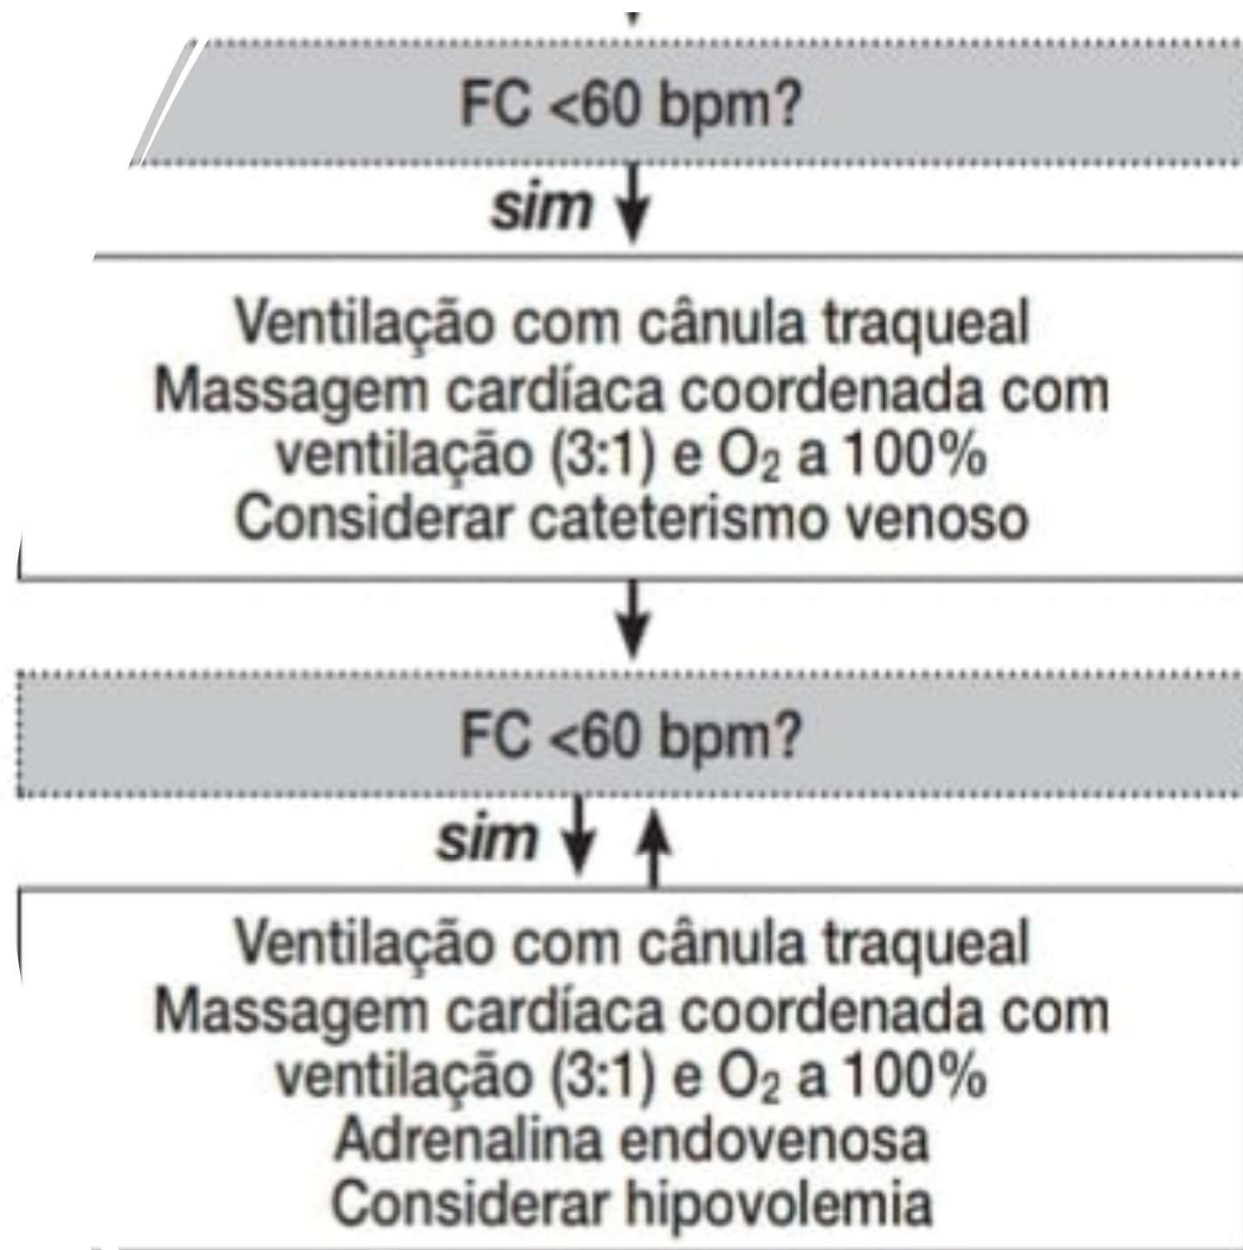 FC <60 bpm?
sim
Ventilação com cânula traqueal
Massagem cardíaca coordenada com
ventilação (3:1) e O₂ a 100%
Considerar cateterismo venoso
FC <60 bpm?
sim
Ventilação com cânula traqueal
Massagem cardíaca coordenada com
ventilação (3:1) e O₂ a 100%
Adrenalina endovenosa
Considerar hipovolemia